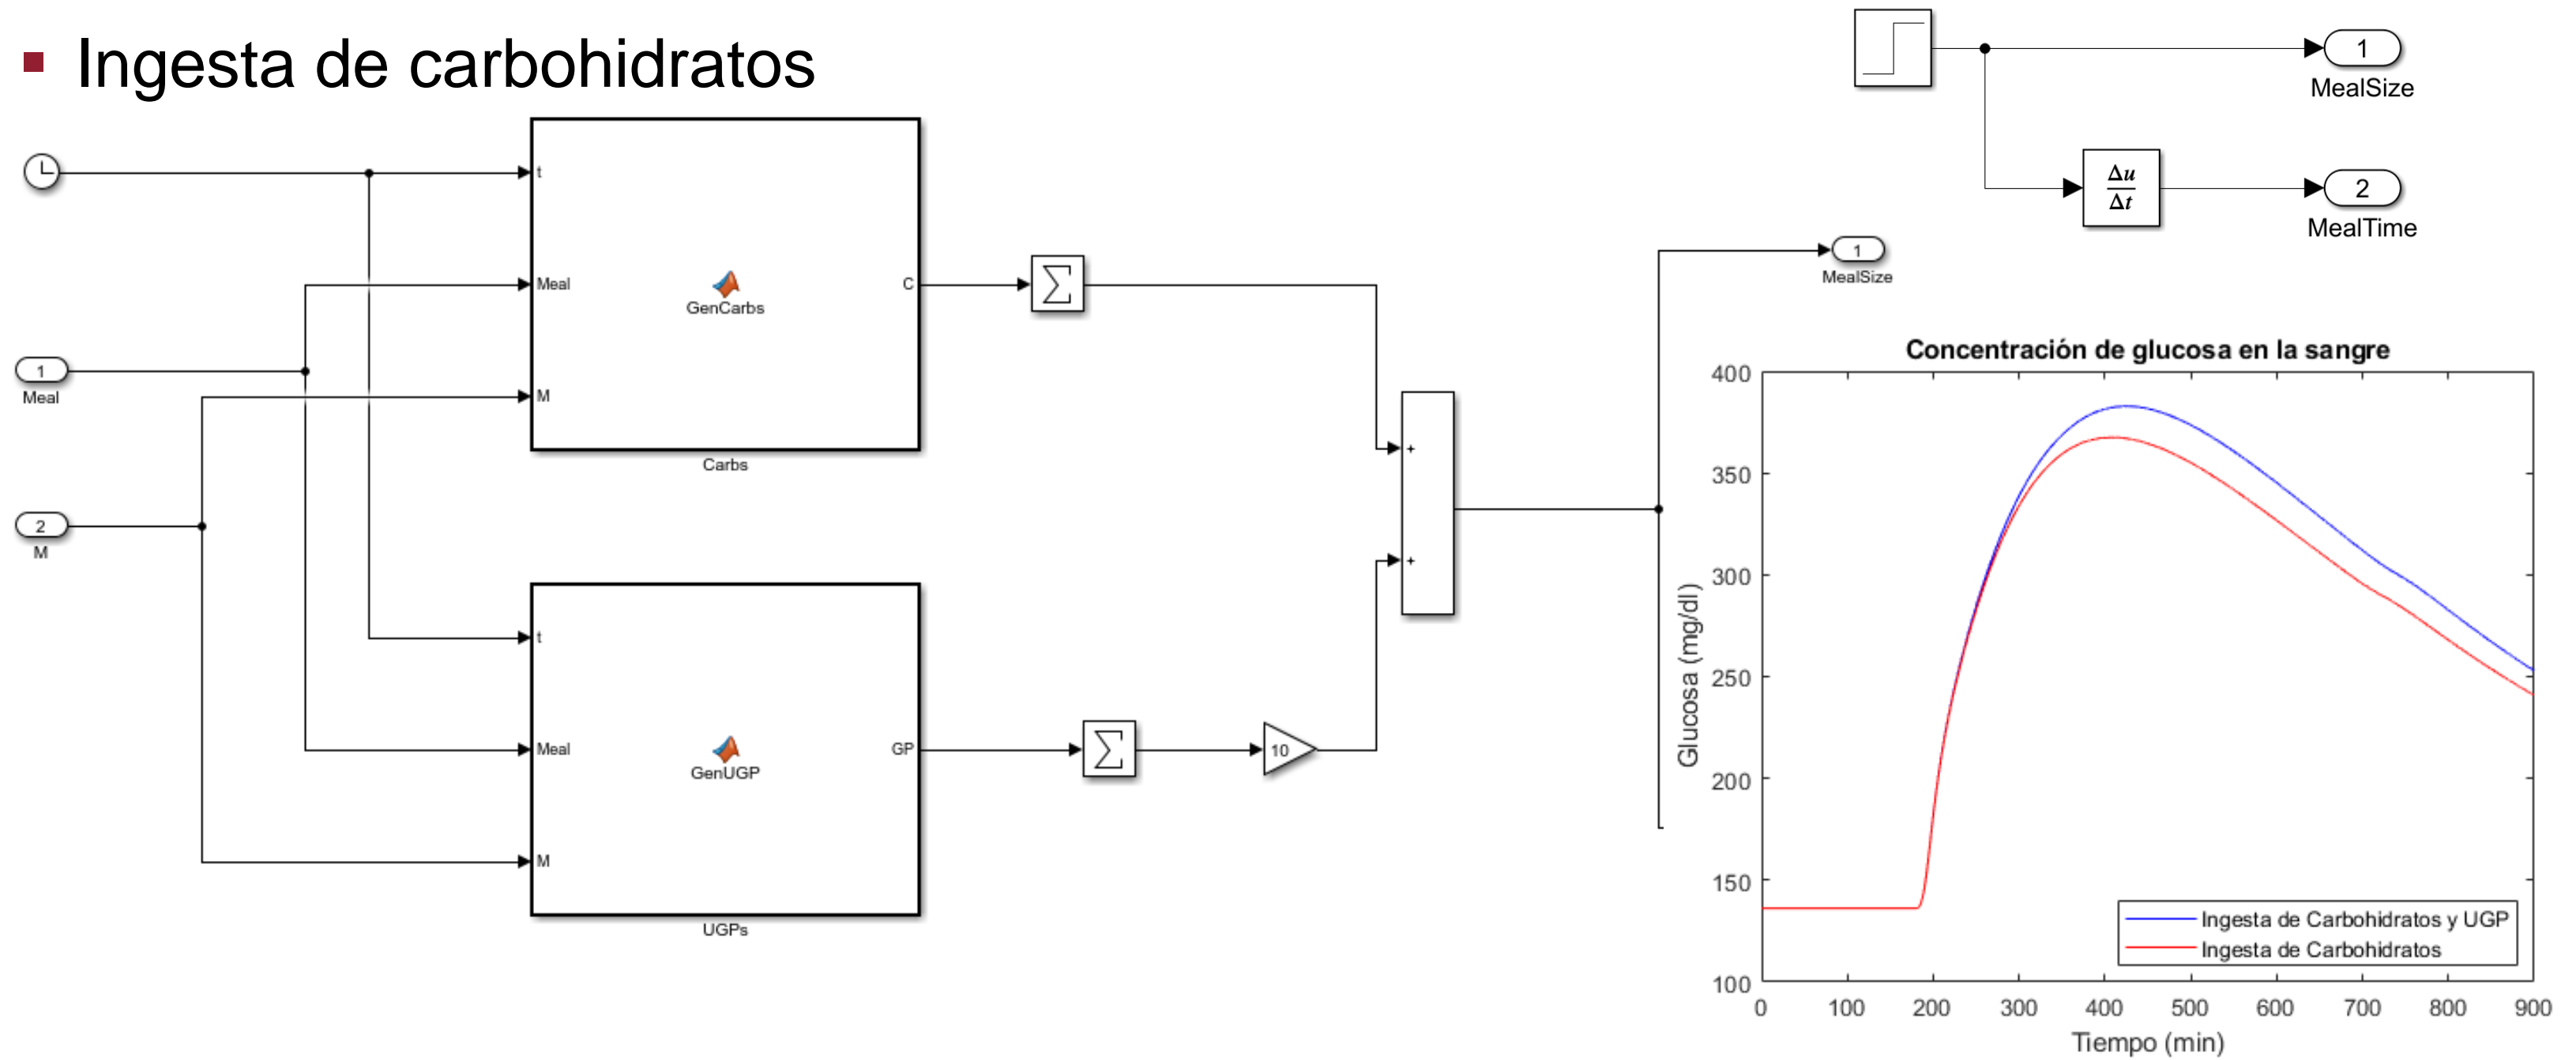 Ingesta de carbohidratos
1
MealSize
Δu
Δt
2
MealTime
t
Meal
GenCarbs
C
M
Carbs
1
Meal
2
M
t
Meal
GenUGP
GP
M
UGPs
Σ
Σ
10
+
+
1
MealSize
Concentración de glucosa en la sangre
400
350
300
250
200
150
100
Glucosa (mg/dl)
Ingesta de Carbohidratos y UGP
Ingesta de Carbohidratos
0 100 200 300 400 500 600 700 800 900
Tiempo (min)